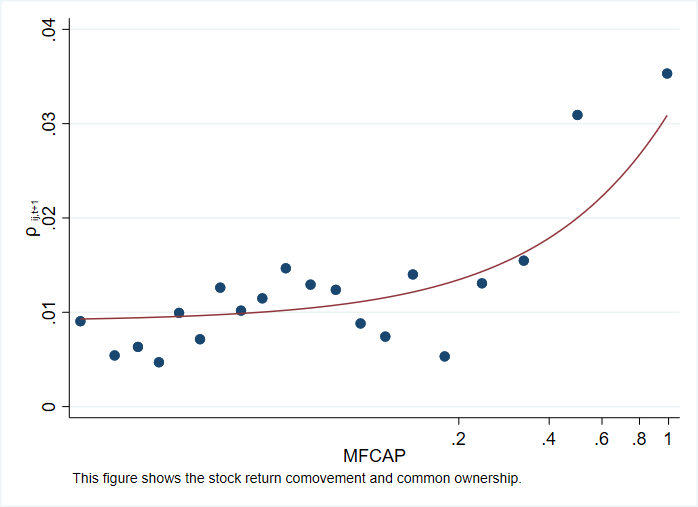 .04
.03
.02
.01
0
ρ ij,t+1
.2 .4 .6 .8 1
MFCAP
This figure shows the stock return comovement and common ownership.